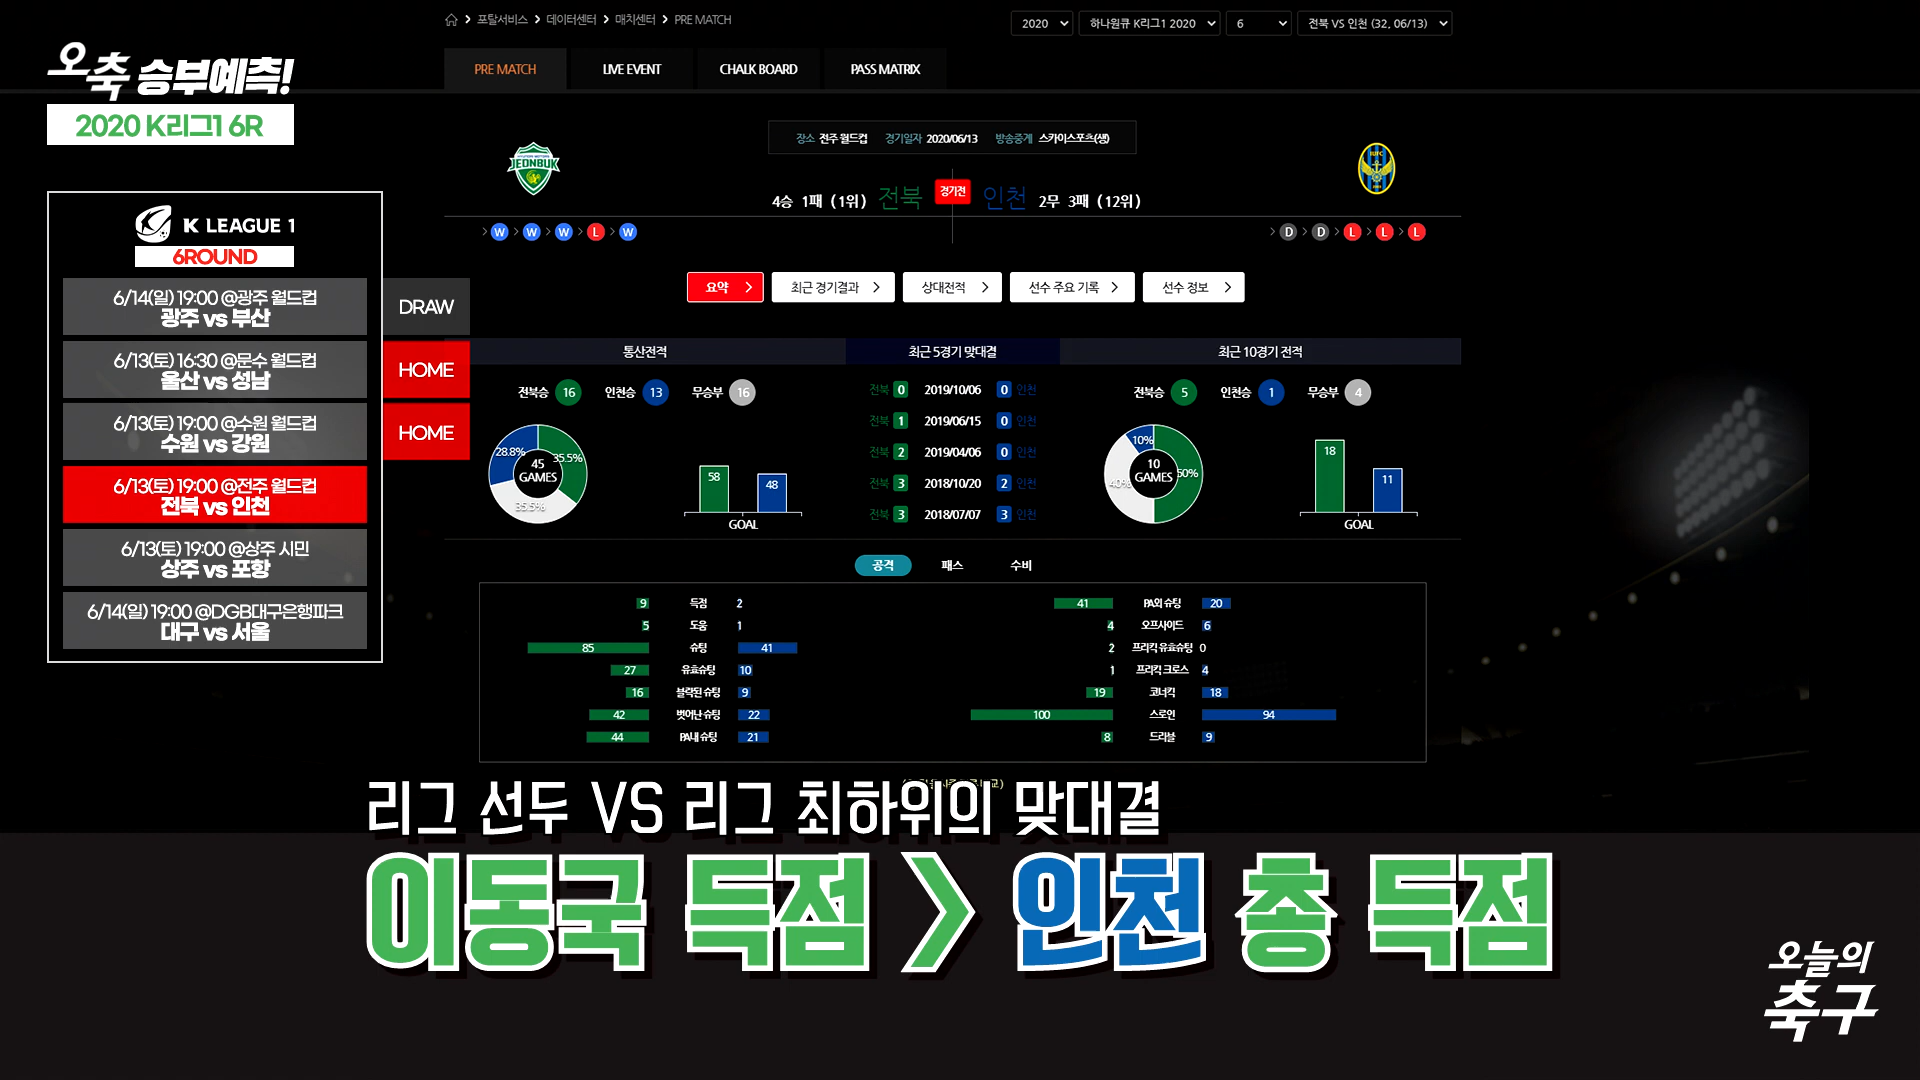 포탈서비스 > 데이터센터 > 매치센터 > PRE MATCH
2020
하나원큐 K리그1 2020
6
전북 VS 인천 (32, 06/13)
PRE MATCH
LIVE EVENT
CHALK BOARD
PASS MATRIX
오축 승부예측!
2020 K리그1 6R
K LEAGUE 1
6ROUND
6/14(일) 19:00 @광주 월드컵
광주 vs 부산
DRAW
6/13(토) 16:30 @문수 월드컵
울산 vs 성남
HOME
6/13(토) 19:00 @수원 월드컵
수원 vs 강원
HOME
6/13(토) 19:00 @전주 월드컵
전북 vs 인천
6/13(토) 19:00 @상주 시민
상주 vs 포항
6/14(일) 19:00 @DGB대구은행파크
대구 vs 서울
장소 전주 월드컵 경기일자 2020/06/13 방송중계 스카이스포츠(생)
JEONBUK
IUFC
4승 1패 (1위) 전북 경기전 인천 2무 3패 (12위)
W W W L W
D D L L L
요약
최근 경기결과
상대전적
선수 주요 기록
선수 정보
통산전적
최근 5경기 맞대결
최근 10경기 전적
전북승 16 인천승 13 무승부 16
28.8%
35.5%
35.5%
45
GAMES
58
48
GOAL
전북 0 2019/10/06 0 인천
전북 1 2019/06/15 0 인천
전북 2 2019/04/06 0 인천
전북 3 2018/10/20 2 인천
전북 3 2018/07/07 3 인천
전북승 5 인천승 1 무승부 4
10%
50%
40%
10
GAMES
18
11
GOAL
공격 패스 수비
9 득점 2
5 도움 1
85 슈팅 41
27 유효슈팅 10
16 블락된 슈팅 9
42 벗어난 슈팅 22
44 PA내 슈팅 21
41 PA외 슈팅 20
4 오프사이드 6
2 프리킥 유효슈팅 0
1 프리킥 크로스 4
19 코너킥 18
100 스로인 94
8 드리블 9
리그 선두 VS 리그 최하위의 맞대결
이동국 득점 > 인천 총 득점
오늘의
축구